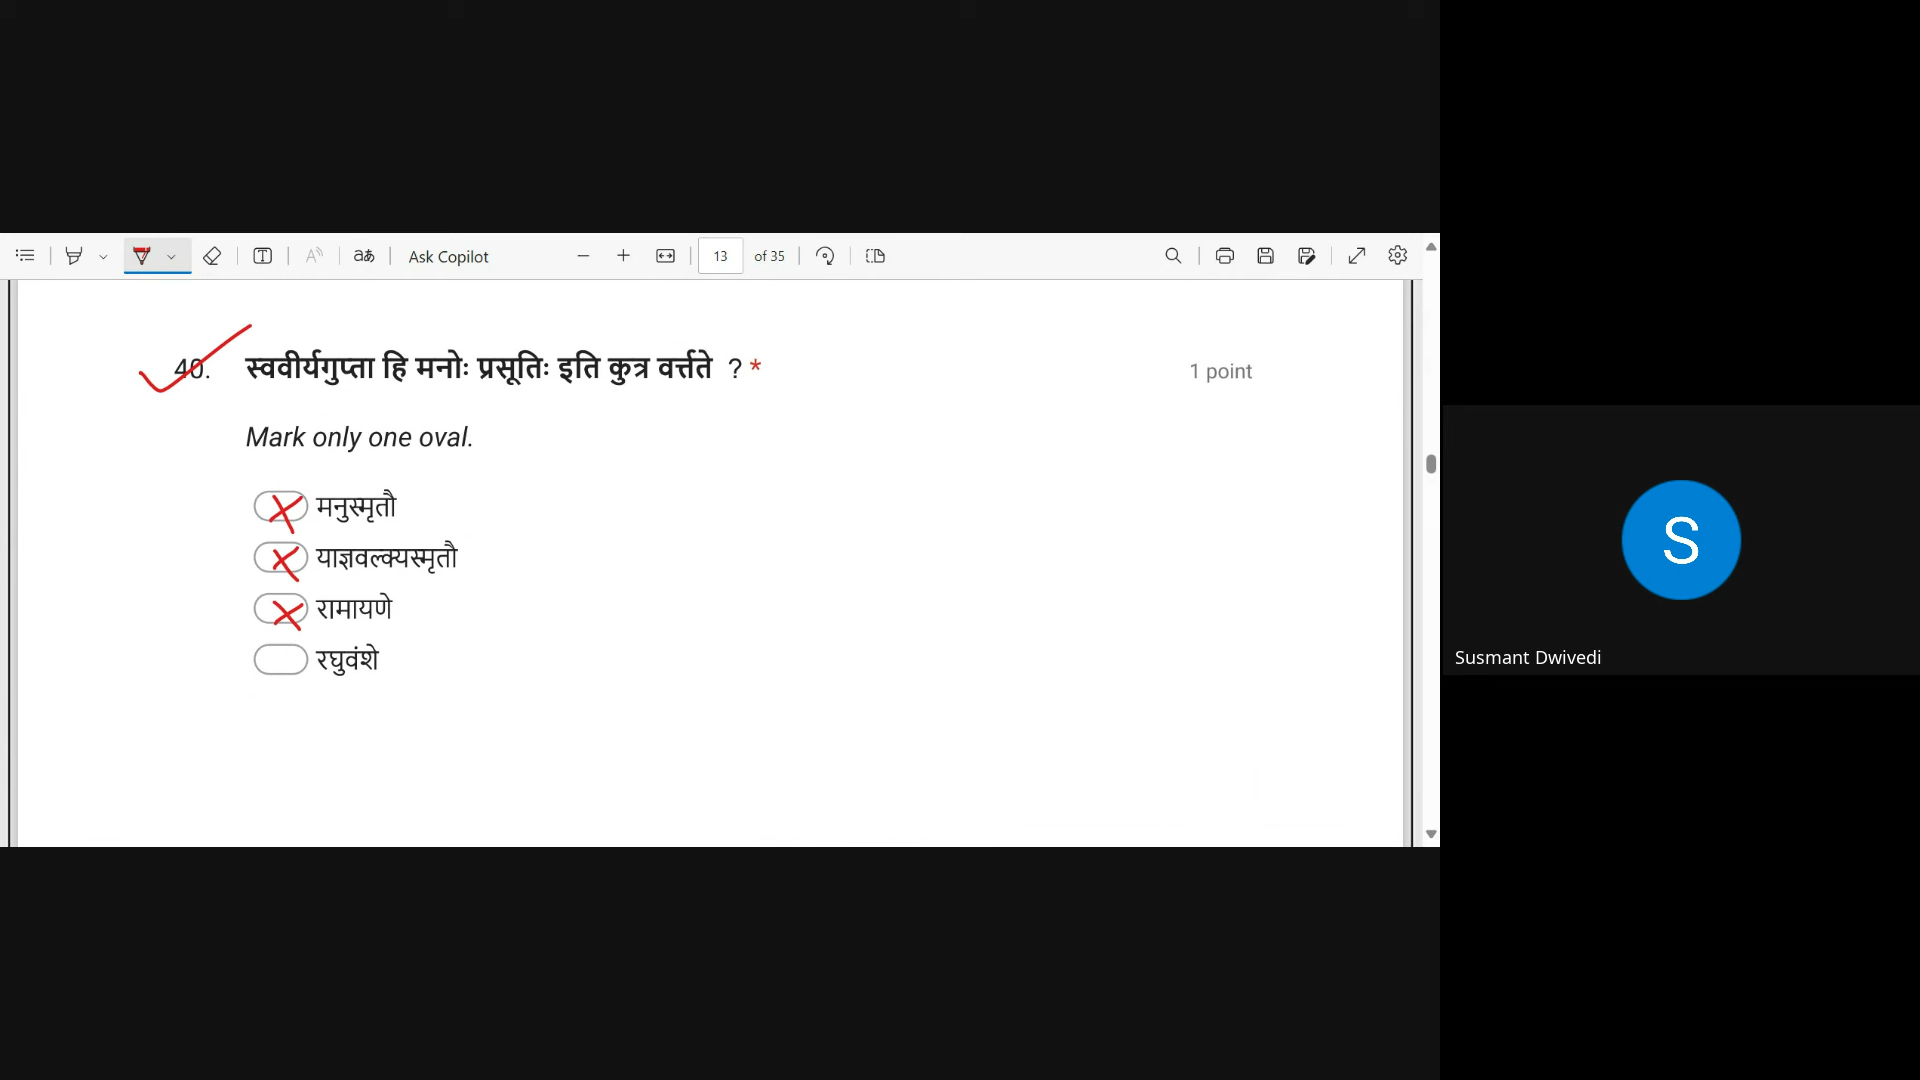 Ask Copilot
13 of 35
40. स्ववीर्यगुप्ता हि मनोः प्रसूतिः इति कुत्र वर्त्तते ? *
1 point
Mark only one oval.
मनुस्मृतौ
याज्ञवल्क्यस्मृतौ
रामायणे
रघुवंशे
S
Susmant Dwivedi